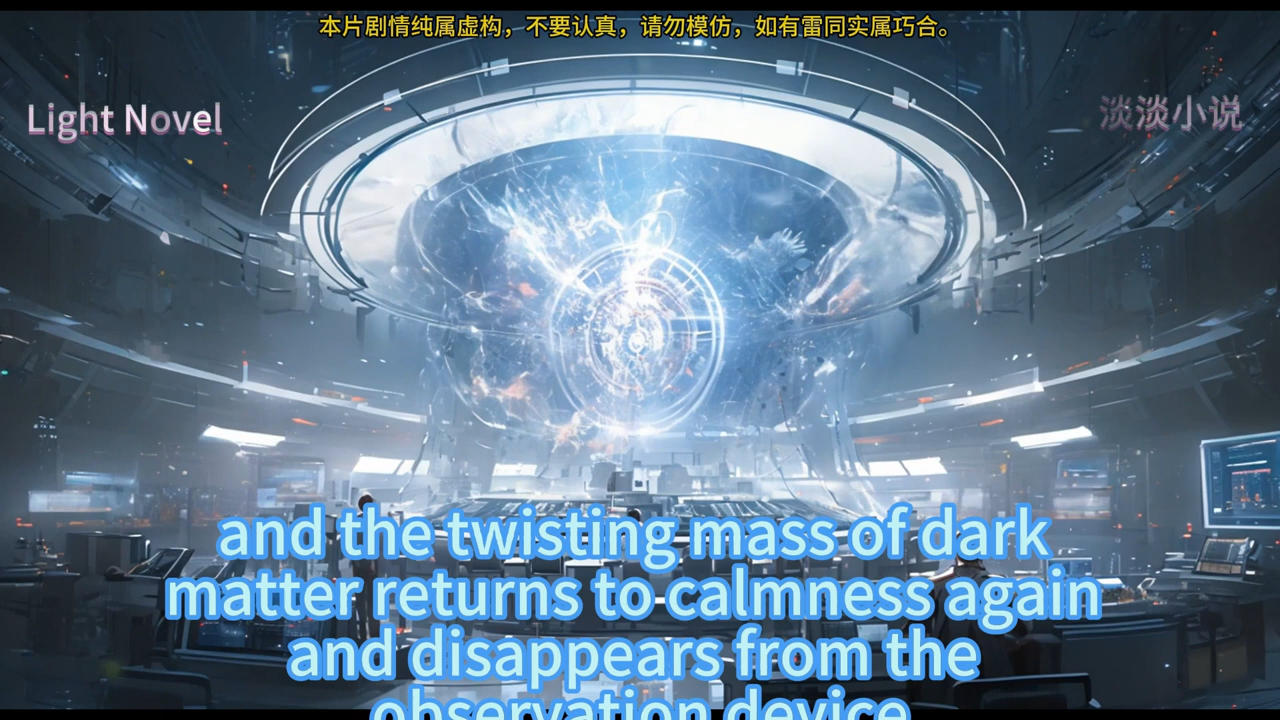 本片剧情纯属虚构，不要认真，请勿模仿，如有雷同实属巧合。
Light Novel
淡淡小说
and the twisting mass of dark
matter returns to calmness again
and disappears from the
observation device